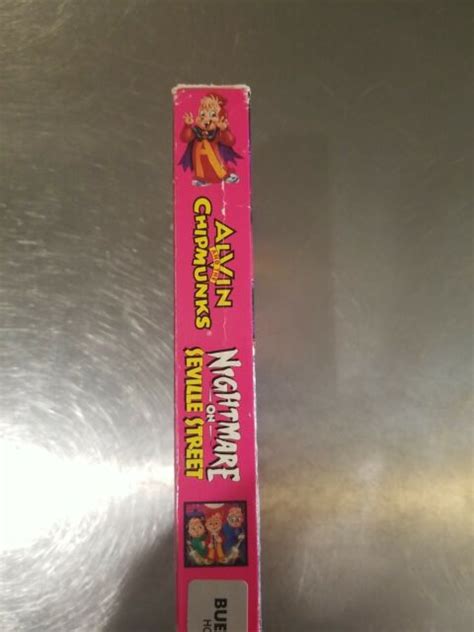 ALVIN
AND THE
CHIPMUNKS®
NIGHTMARE
ON
SEVILLE STREET
BUE
HO